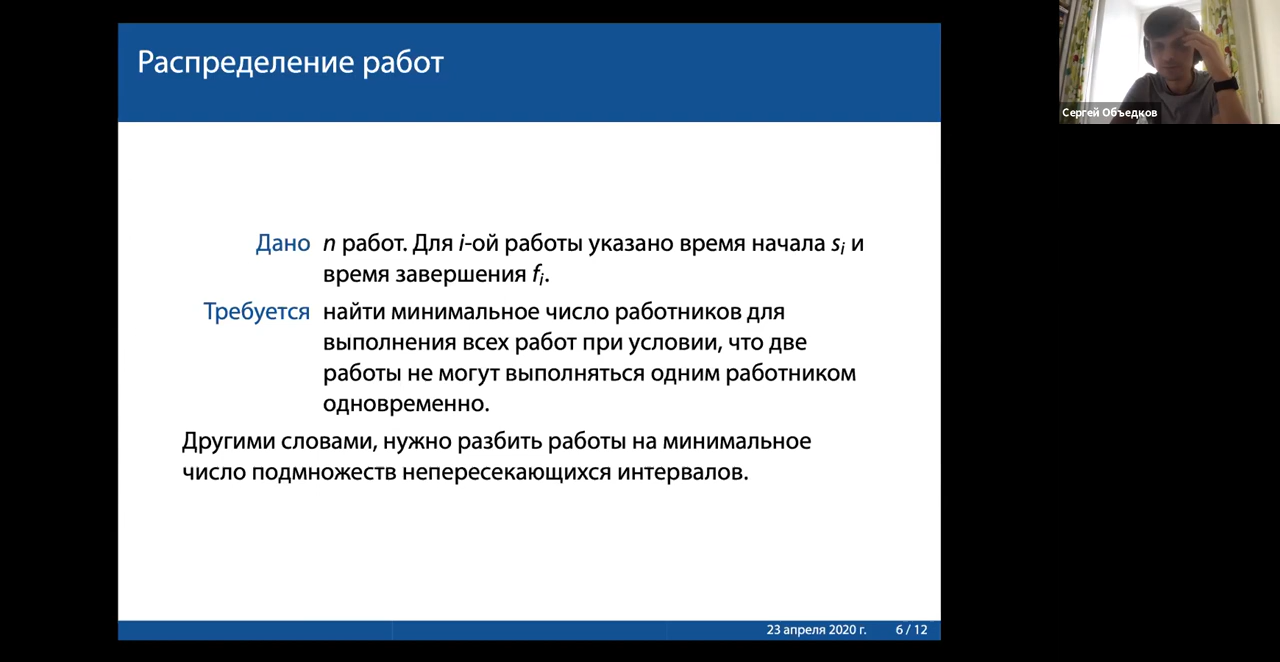 Распределение работ
Сергей Объедков
Дано n работ. Для i-ой работы указано время начала sᵢ и
время завершения fᵢ.
Требуется найти минимальное число работников для
выполнения всех работ при условии, что две
работы не могут выполняться одним работником
одновременно.
Другими словами, нужно разбить работы на минимальное
число подмножеств непересекающихся интервалов.
23 апреля 2020 г. 6 / 12